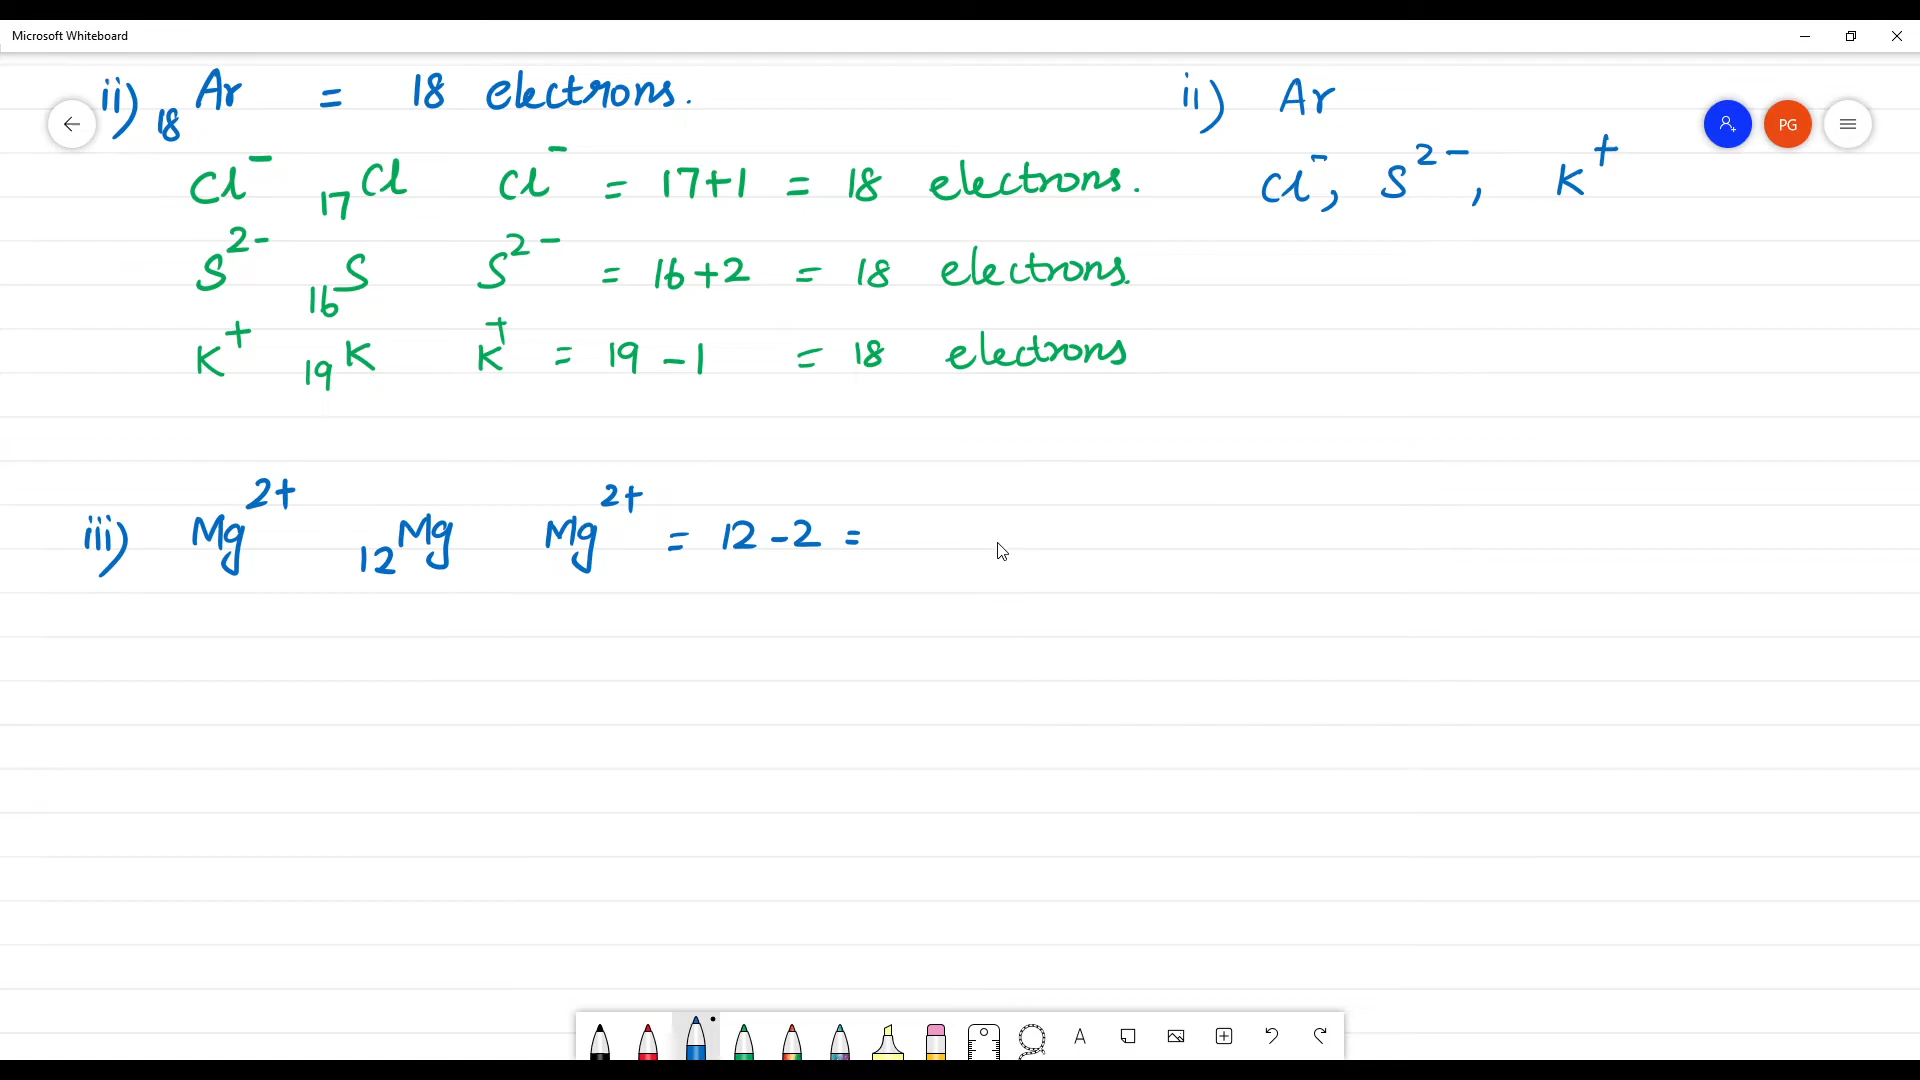 Microsoft Whiteboard
ii) ₁₈Ar = 18 electrons.
Cl⁻ ₁₇Cl Cl⁻ = 17+1 = 18 electrons.
S²⁻ ₁₆S S²⁻ = 16+2 = 18 electrons.
K⁺ ₁₉K K⁺ = 19-1 = 18 electrons
ii) Ar
Cl⁻, S²⁻, K⁺
PG
iii) Mg²⁺ ₁₂Mg Mg²⁺ = 12-2 =
A